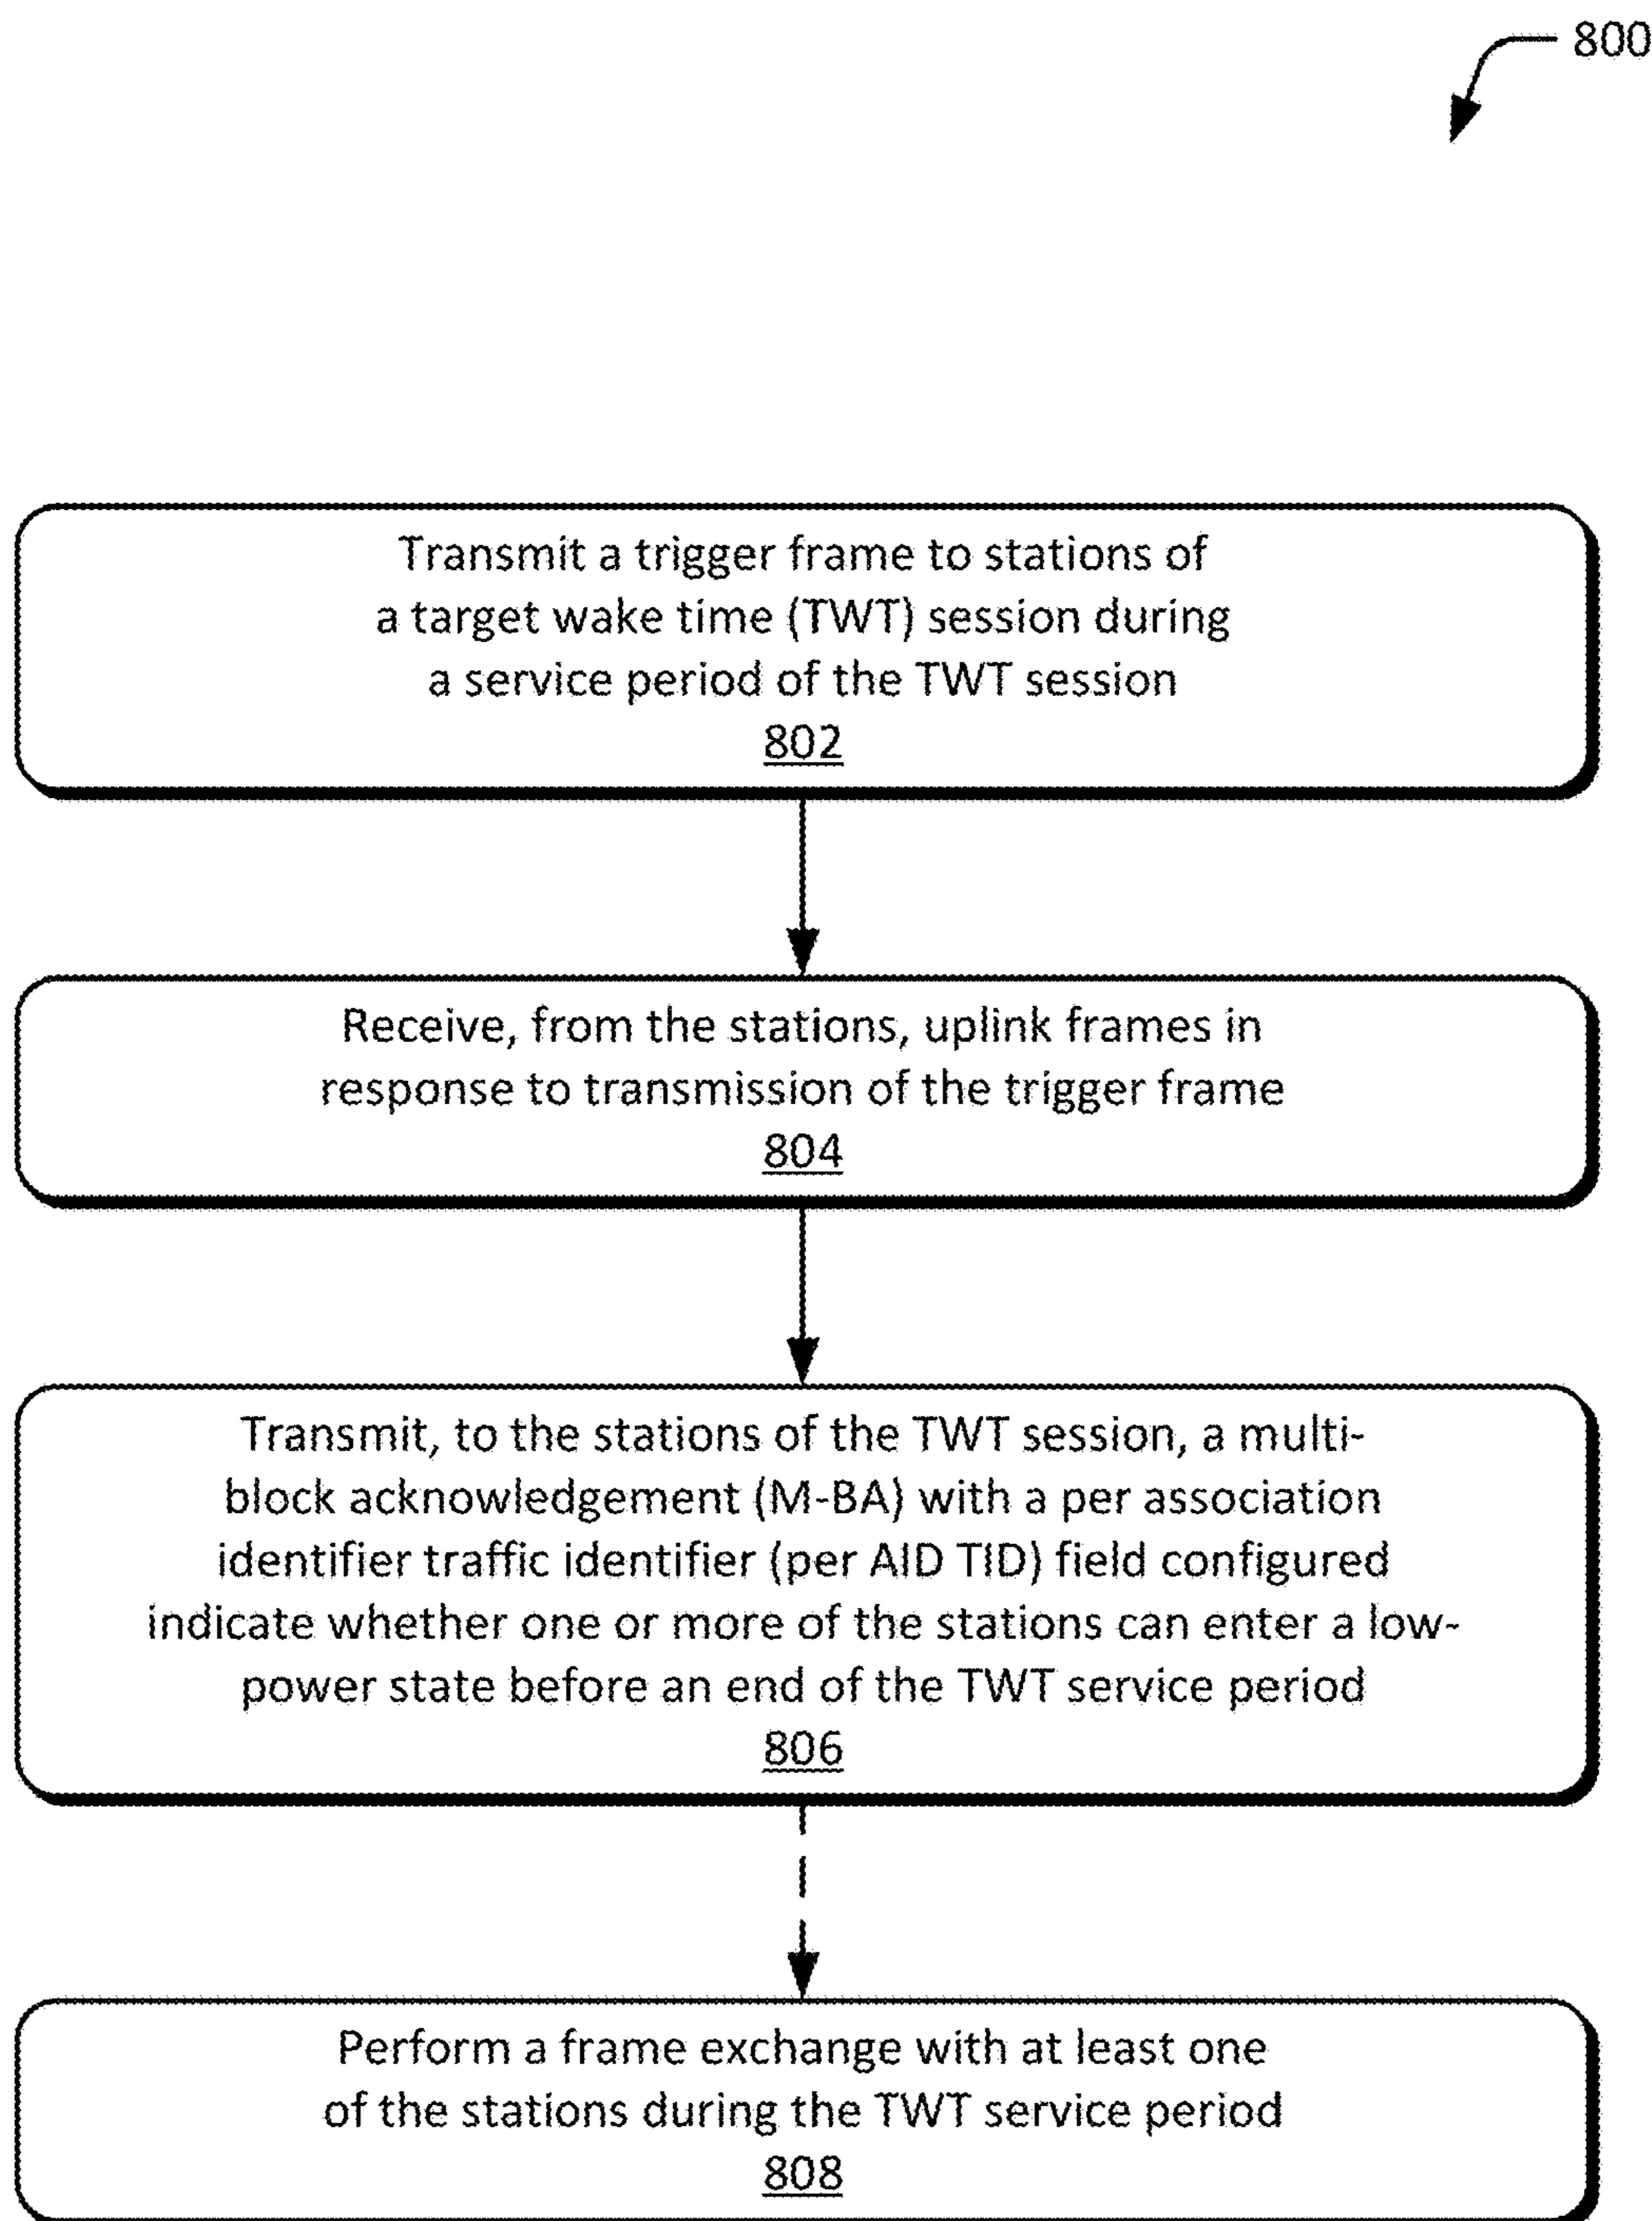 800
Transmit a trigger frame to stations of
a target wake time (TWT) session during
a service period of the TWT session
802
Receive, from the stations, uplink frames in
response to transmission of the trigger frame
804
Transmit, to the stations of the TWT session, a multi-
block acknowledgement (M-BA) with a per association
identifier traffic identifier (per AID TID) field configured
indicate whether one or more of the stations can enter a low-
power state before an end of the TWT service period
806
Perform a frame exchange with at least one
of the stations during the TWT service period
808